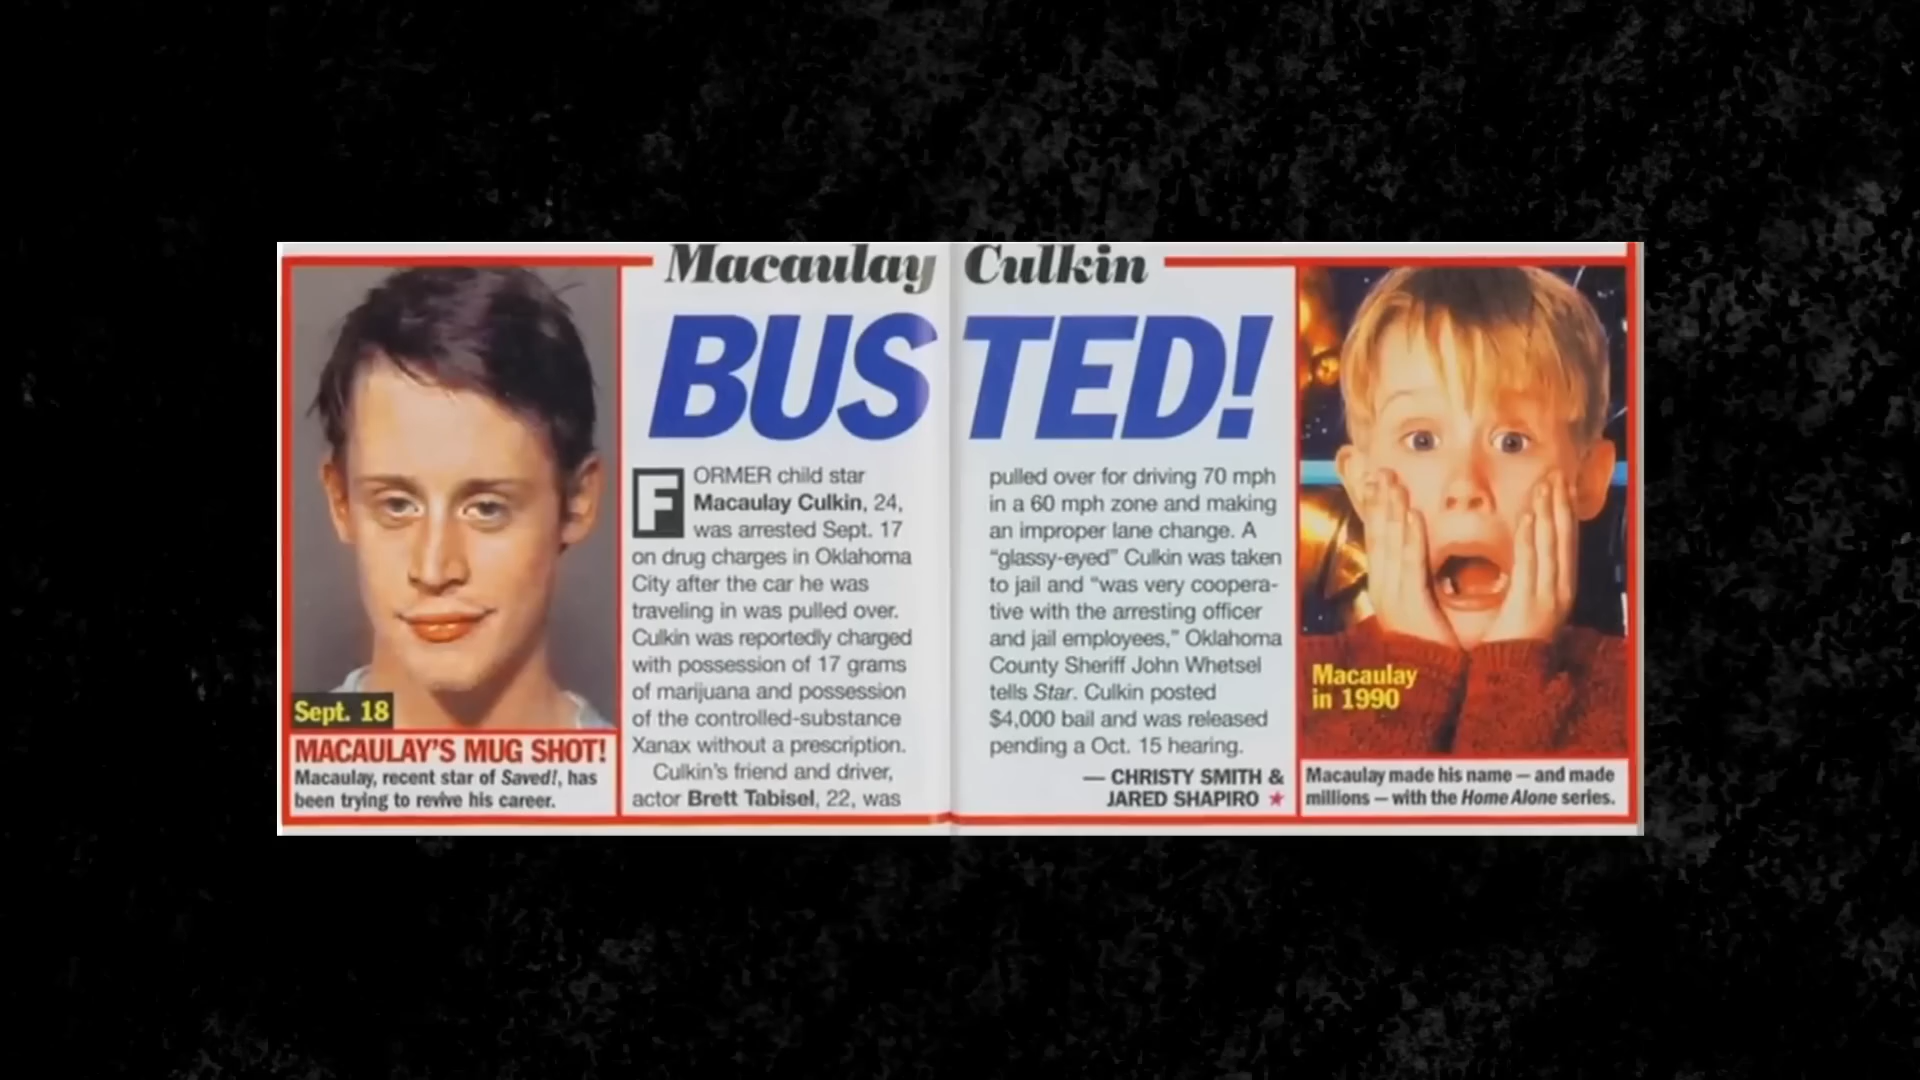 Macaulay Culkin
BUSTED!
Sept. 18
MACAULAY'S MUG SHOT!
Macaulay, recent star of Saved!, has
been trying to revive his career.
FORMER child star
Macaulay Culkin, 24,
was arrested Sept. 17
on drug charges in Oklahoma
City after the car he was
traveling in was pulled over.
Culkin was reportedly charged
with possession of 17 grams
of marijuana and possession
of the controlled-substance
Xanax without a prescription.
Culkin's friend and driver,
actor Brett Tabisel, 22, was
pulled over for driving 70 mph
in a 60 mph zone and making
an improper lane change. A
"glassy-eyed" Culkin was taken
to jail and "was very coopera-
tive with the arresting officer
and jail employees," Oklahoma
County Sheriff John Whetsel
tells Star. Culkin posted
$4,000 bail and was released
pending a Oct. 15 hearing.
— CHRISTY SMITH &
JARED SHAPIRO
Macaulay
in 1990
Macaulay made his name — and made
millions — with the Home Alone series.